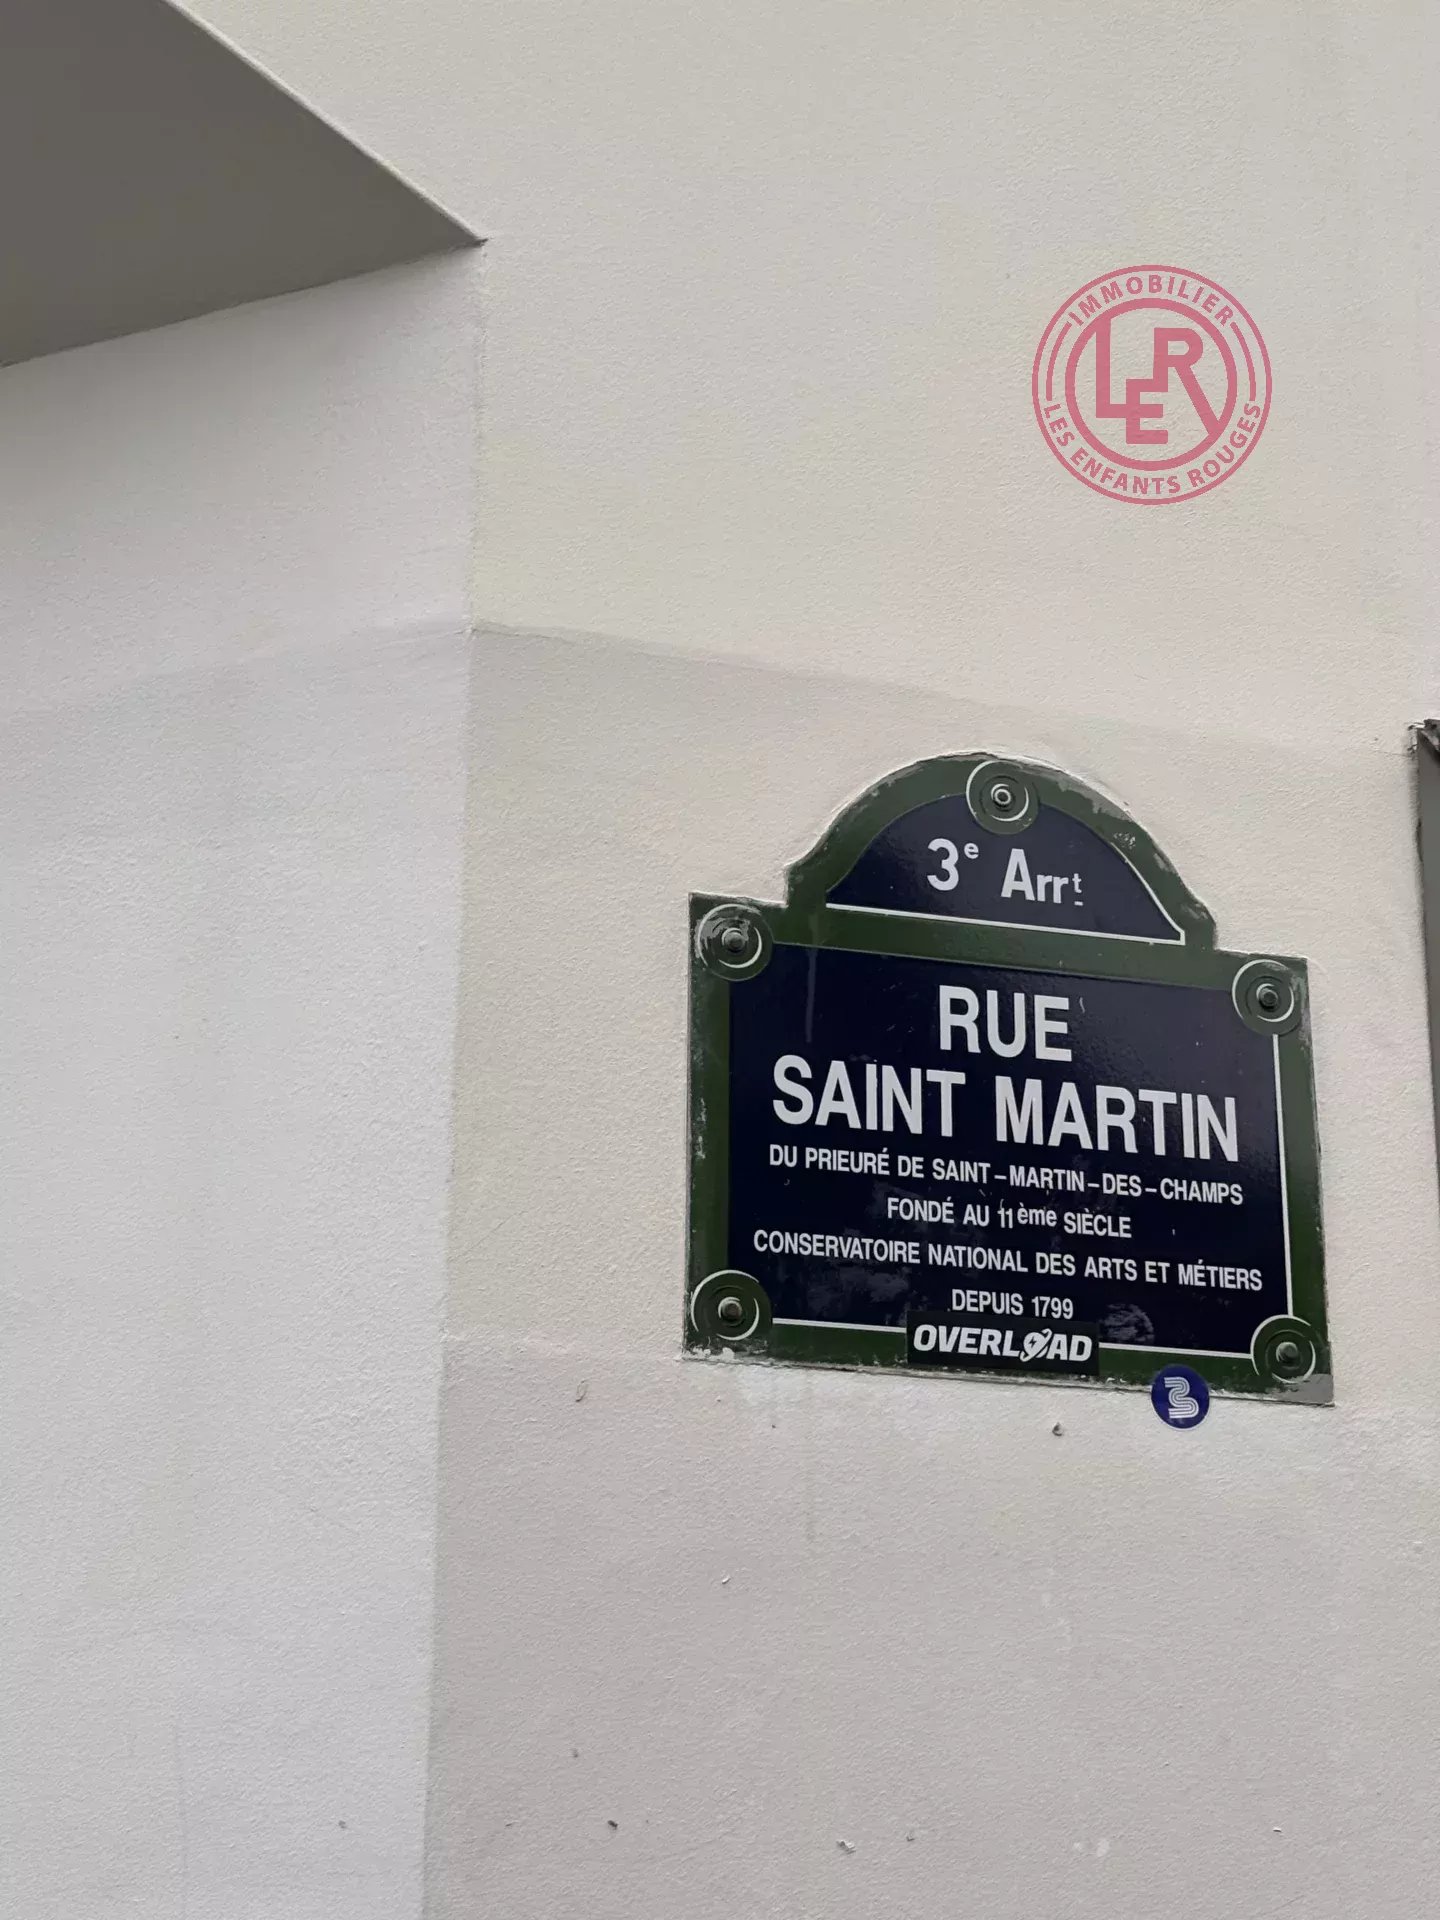 IMMOBILIER
LER
LES ENFANTS ROUGES
3e Arrt
RUE
SAINT MARTIN
DU PRIEURÉ DE SAINT-MARTIN-DES-CHAMPS
FONDÉ AU 11ème SIÈCLE
CONSERVATOIRE NATIONAL DES ARTS ET MÉTIERS
DEPUIS 1799
OVERLOAD